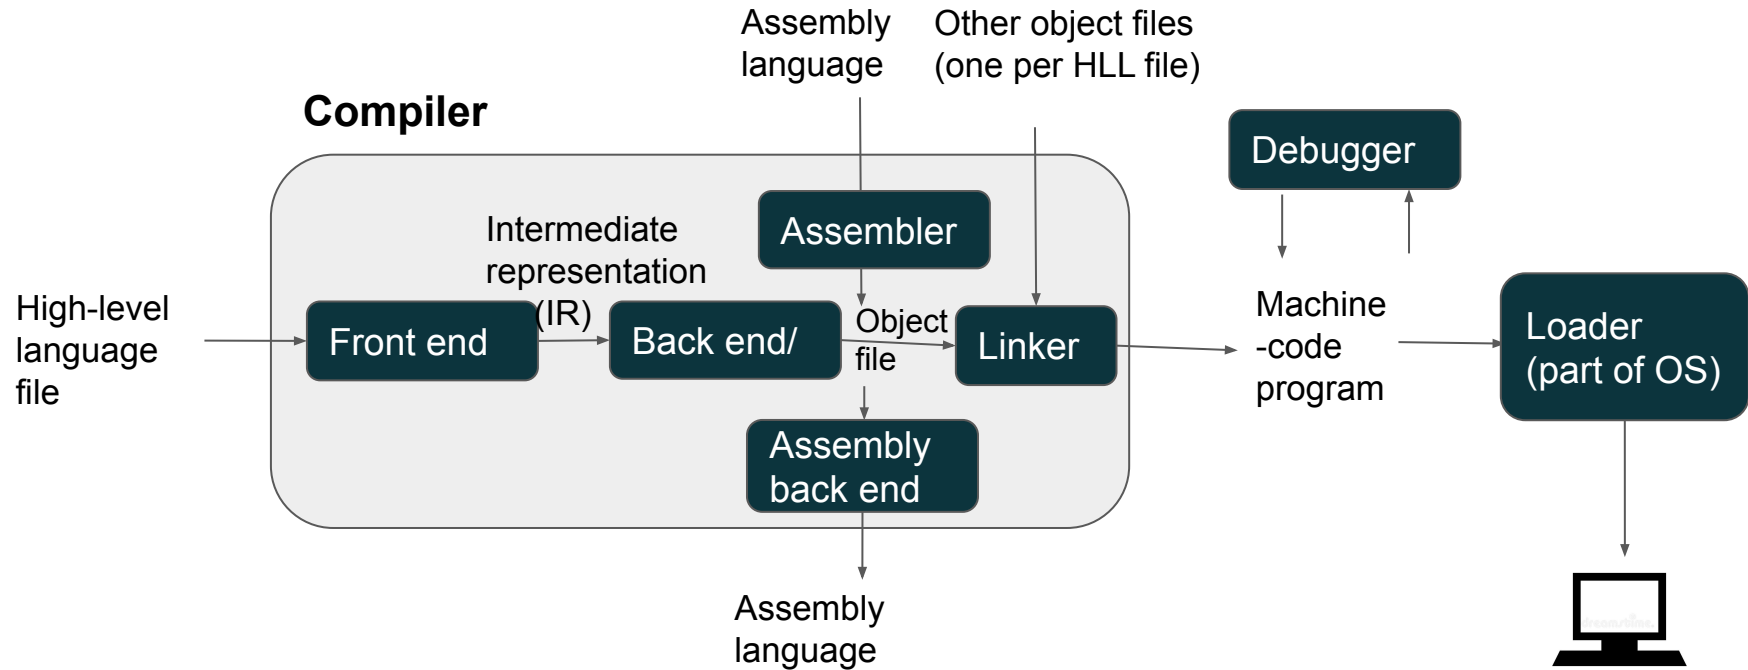 Assembly
language
Other object files
(one per HLL file)
Compiler
Debugger
Intermediate
representation
(IR)
Assembler
High-level
language
file
Front end
Back end/
Object
file
Linker
Machine
-code
program
Loader
(part of OS)
Assembly
back end
Assembly
language
dreamstime